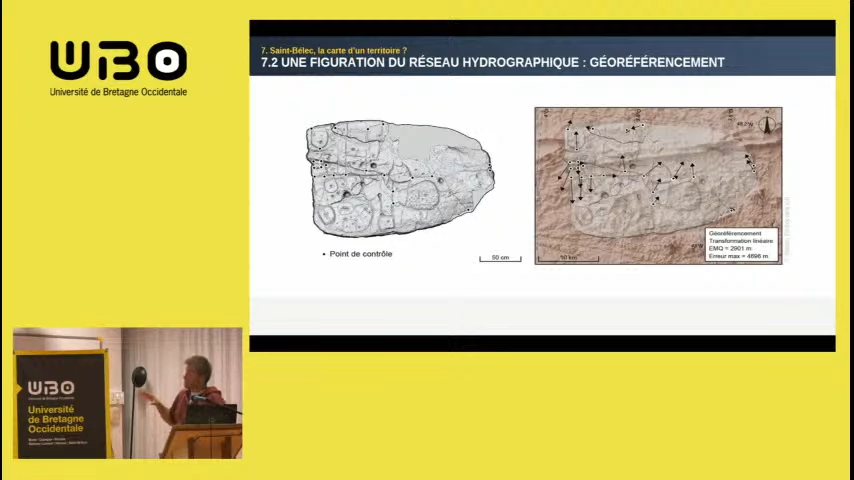 UBO
Université de Bretagne Occidentale
7. Saint-Bélec, la carte d'un territoire ?
7.2 UNE FIGURATION DU RÉSEAU HYDROGRAPHIQUE : GÉORÉFÉRENCEMENT
• Point de contrôle
50 cm
10 km
Géoréférencement
Transformation linéaire
EMQ = 2901 m
Erreur max = 4696 m
UBO
Université
de Bretagne
Occidentale